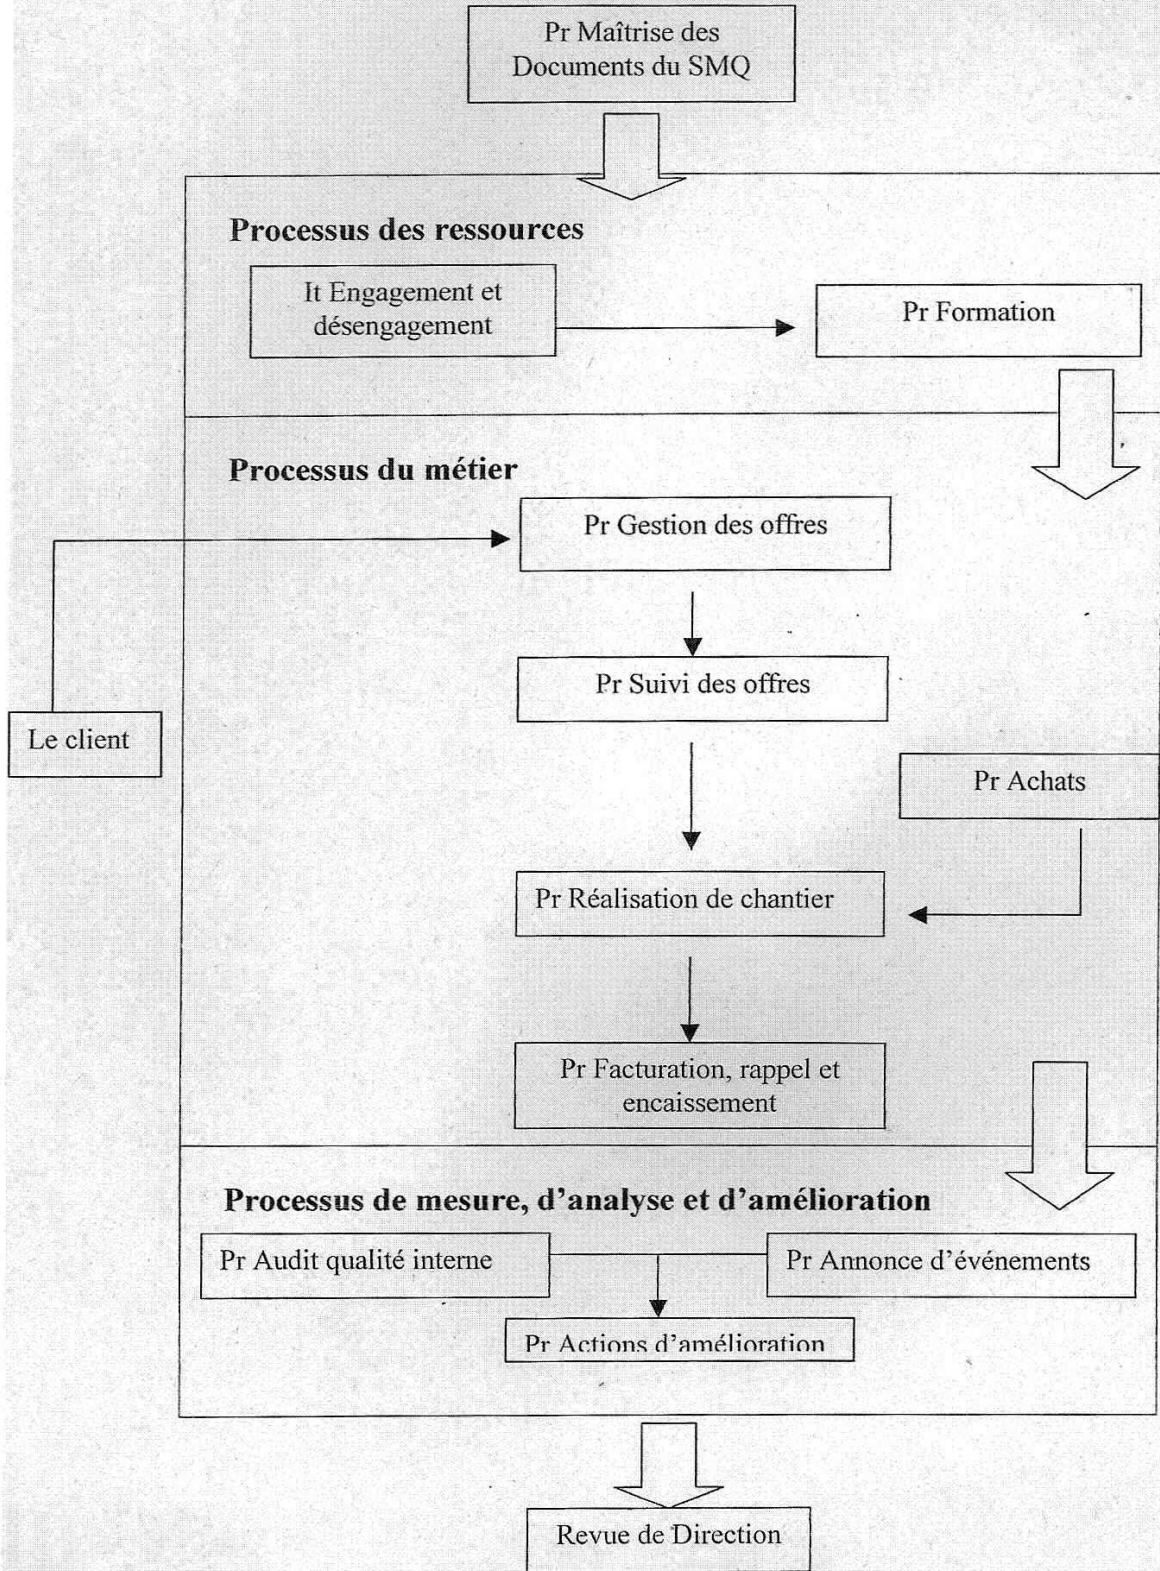 Pr Maîtrise des
Documents du SMQ
Processus des ressources
It Engagement et
désengagement
Pr Formation
Processus du métier
Pr Gestion des offres
Pr Suivi des offres
Le client
Pr Achats
Pr Réalisation de chantier
Pr Facturation, rappel et
encaissement
Processus de mesure, d'analyse et d'amélioration
Pr Audit qualité interne
Pr Annonce d'événements
Pr Actions d'amélioration
Revue de Direction